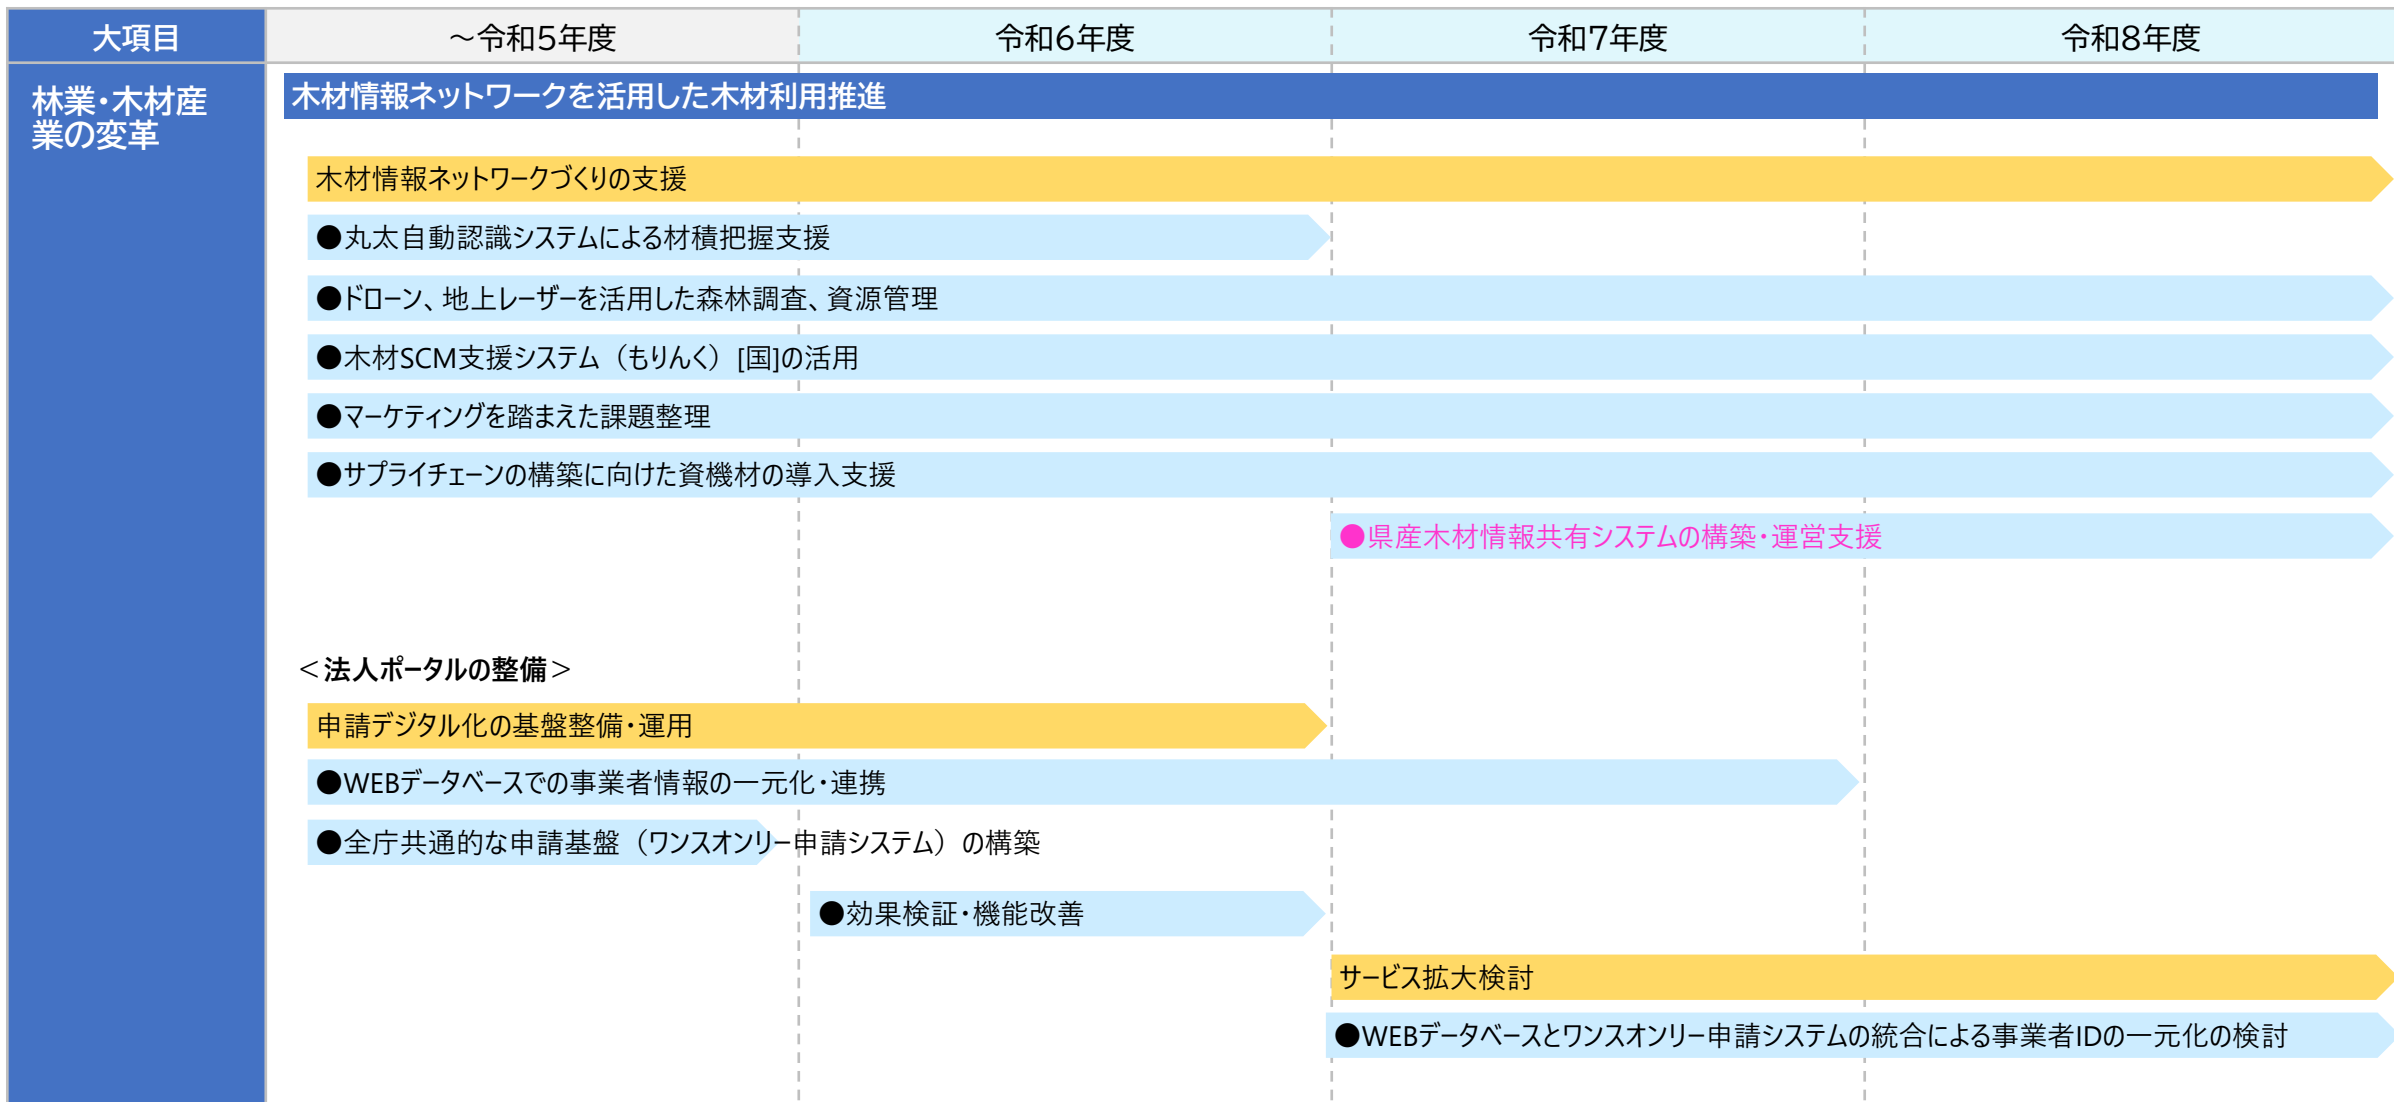 大項目
～令和5年度
令和6年度
令和7年度
令和8年度
林業・木材産
業の変革
木材情報ネットワークを活用した木材利用推進
木材情報ネットワークづくりの支援
●丸太自動認識システムによる材積把握支援
●ドローン、地上レーザーを活用した森林調査、資源管理
●木材SCM支援システム（もりんく）[国]の活用
●マーケティングを踏まえた課題整理
●サプライチェーンの構築に向けた資機材の導入支援
●県産木材情報共有システムの構築・運営支援
＜法人ポータルの整備＞
申請デジタル化の基盤整備・運用
●WEBデータベースでの事業者情報の一元化・連携
●全庁共通的な申請基盤（ワンスオンリー申請システム）の構築
●効果検証・機能改善
サービス拡大検討
●WEBデータベースとワンスオンリー申請システムの統合による事業者IDの一元化の検討